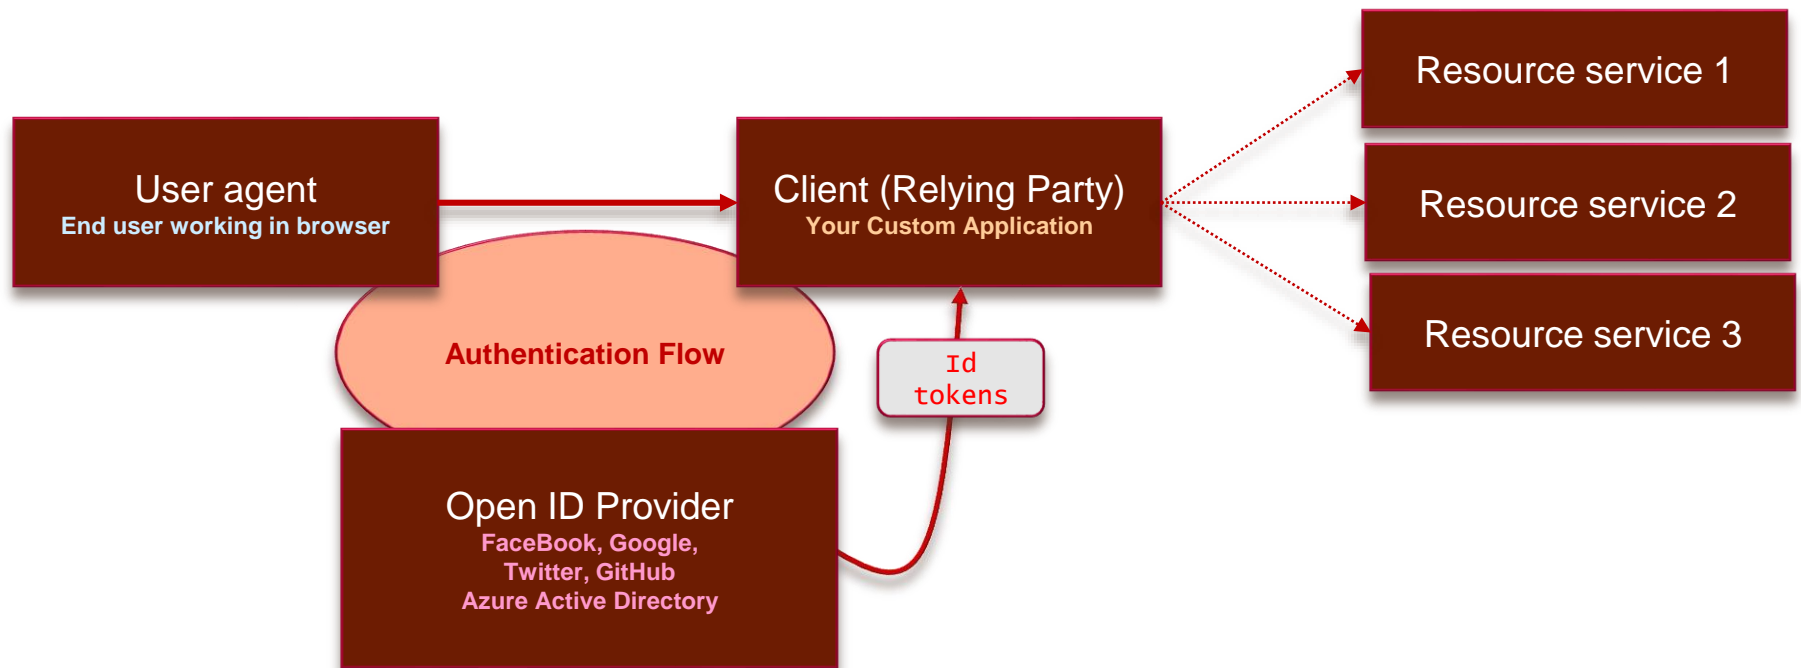 User agent
End user working in browser
Client (Relying Party)
Your Custom Application
Resource service 1
Resource service 2
Resource service 3
Authentication Flow
Id
tokens
Open ID Provider
FaceBook, Google,
Twitter, GitHub
Azure Active Directory